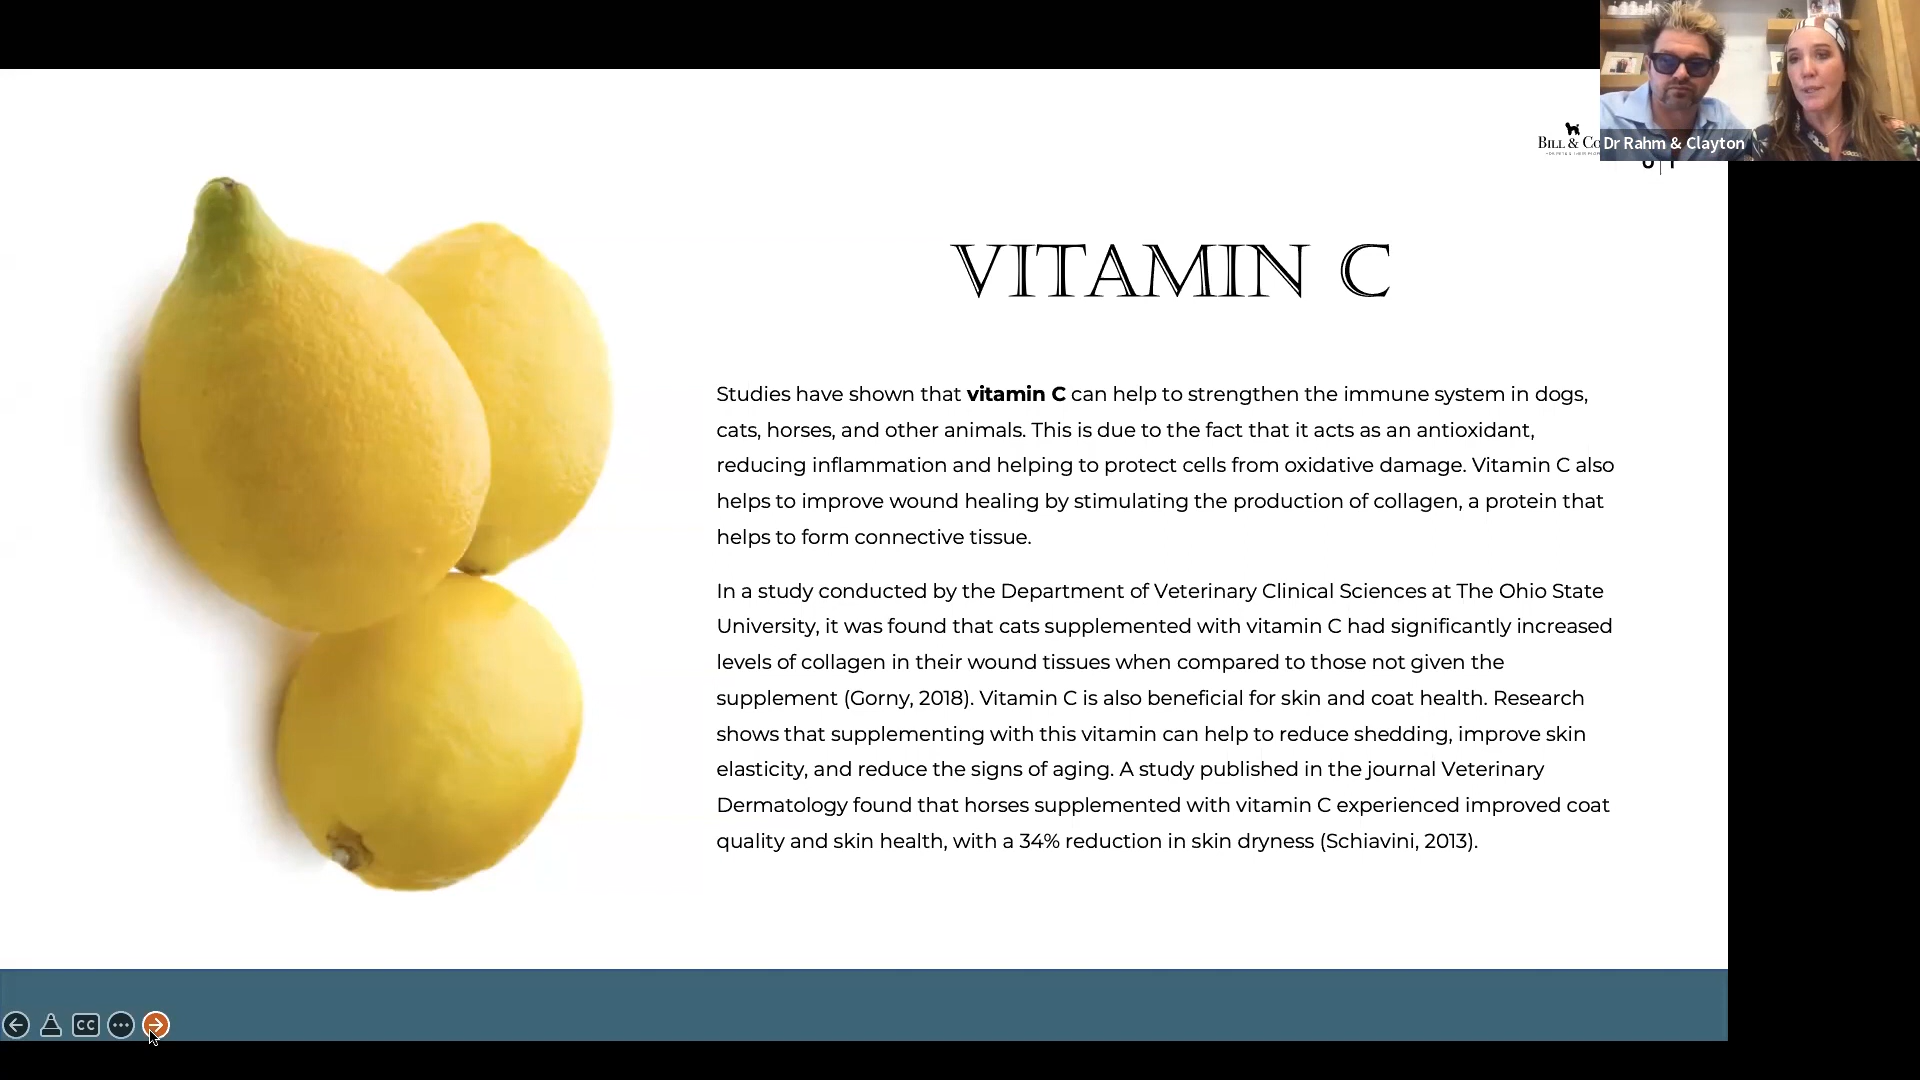 BILL & CO
Dr Rahm & Clayton
VITAMIN C
Studies have shown that vitamin C can help to strengthen the immune system in dogs,
cats, horses, and other animals. This is due to the fact that it acts as an antioxidant,
reducing inflammation and helping to protect cells from oxidative damage. Vitamin C also
helps to improve wound healing by stimulating the production of collagen, a protein that
helps to form connective tissue.
In a study conducted by the Department of Veterinary Clinical Sciences at The Ohio State
University, it was found that cats supplemented with vitamin C had significantly increased
levels of collagen in their wound tissues when compared to those not given the
supplement (Gorny, 2018). Vitamin C is also beneficial for skin and coat health. Research
shows that supplementing with this vitamin can help to reduce shedding, improve skin
elasticity, and reduce the signs of aging. A study published in the journal Veterinary
Dermatology found that horses supplemented with vitamin C experienced improved coat
quality and skin health, with a 34% reduction in skin dryness (Schiavini, 2013).
CC